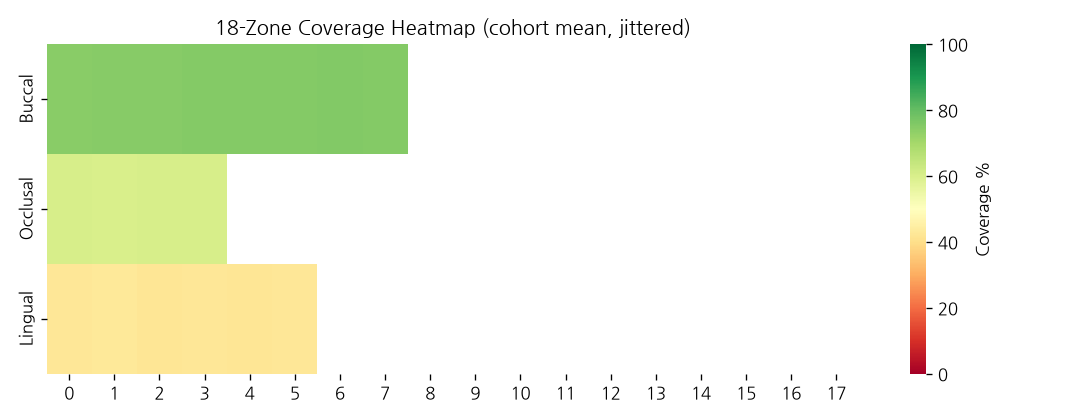 18-Zone Coverage Heatmap (cohort mean, jittered)
Buccal
Occlusal
Lingual
0 1 2 3 4 5 6 7 8 9 10 11 12 13 14 15 16 17
100
80
60
40
20
0
Coverage %